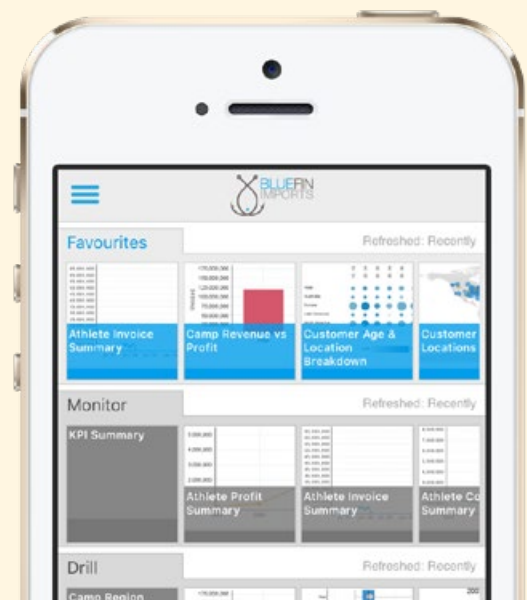 BLUEFIN
IMPORTS
Favourites
Refreshed: Recently
Athlete Invoice
Summary
Camp Revenue vs
Profit
Customer Age &
Location
Breakdown
Customer
Locations
Monitor
Refreshed: Recently
KPI Summary
Athlete Profit
Summary
Athlete Invoice
Summary
Athlete Co
Summary
Drill
Refreshed: Recently
Camp Region